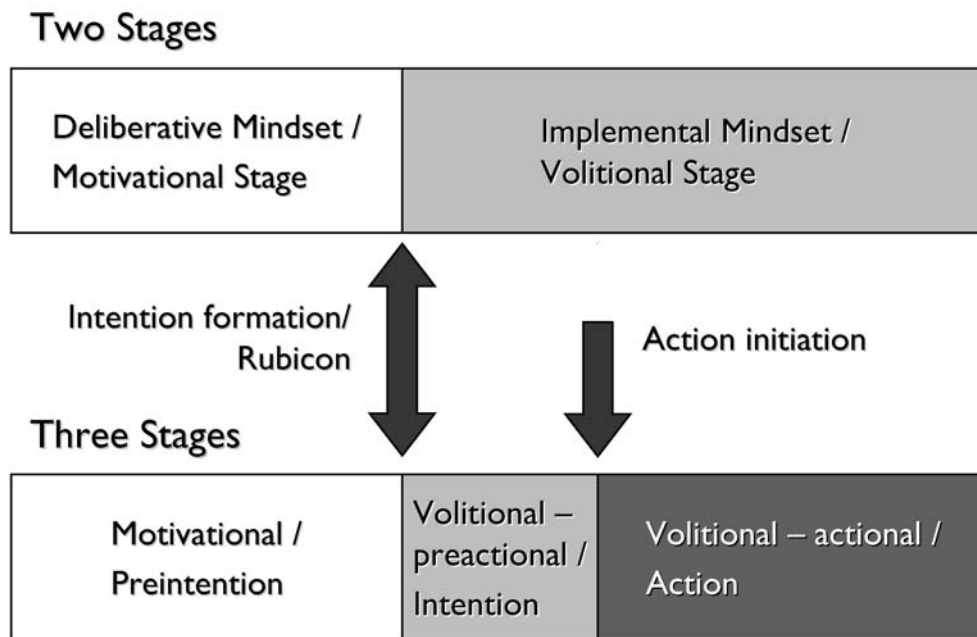 Two Stages
Deliberative Mindset /
Motivational Stage
Implemental Mindset /
Volitional Stage
Intention formation/
Rubicon
Action initiation
Three Stages
Motivational /
Preintention
Volitional –
preactional /
Intention
Volitional – actional /
Action